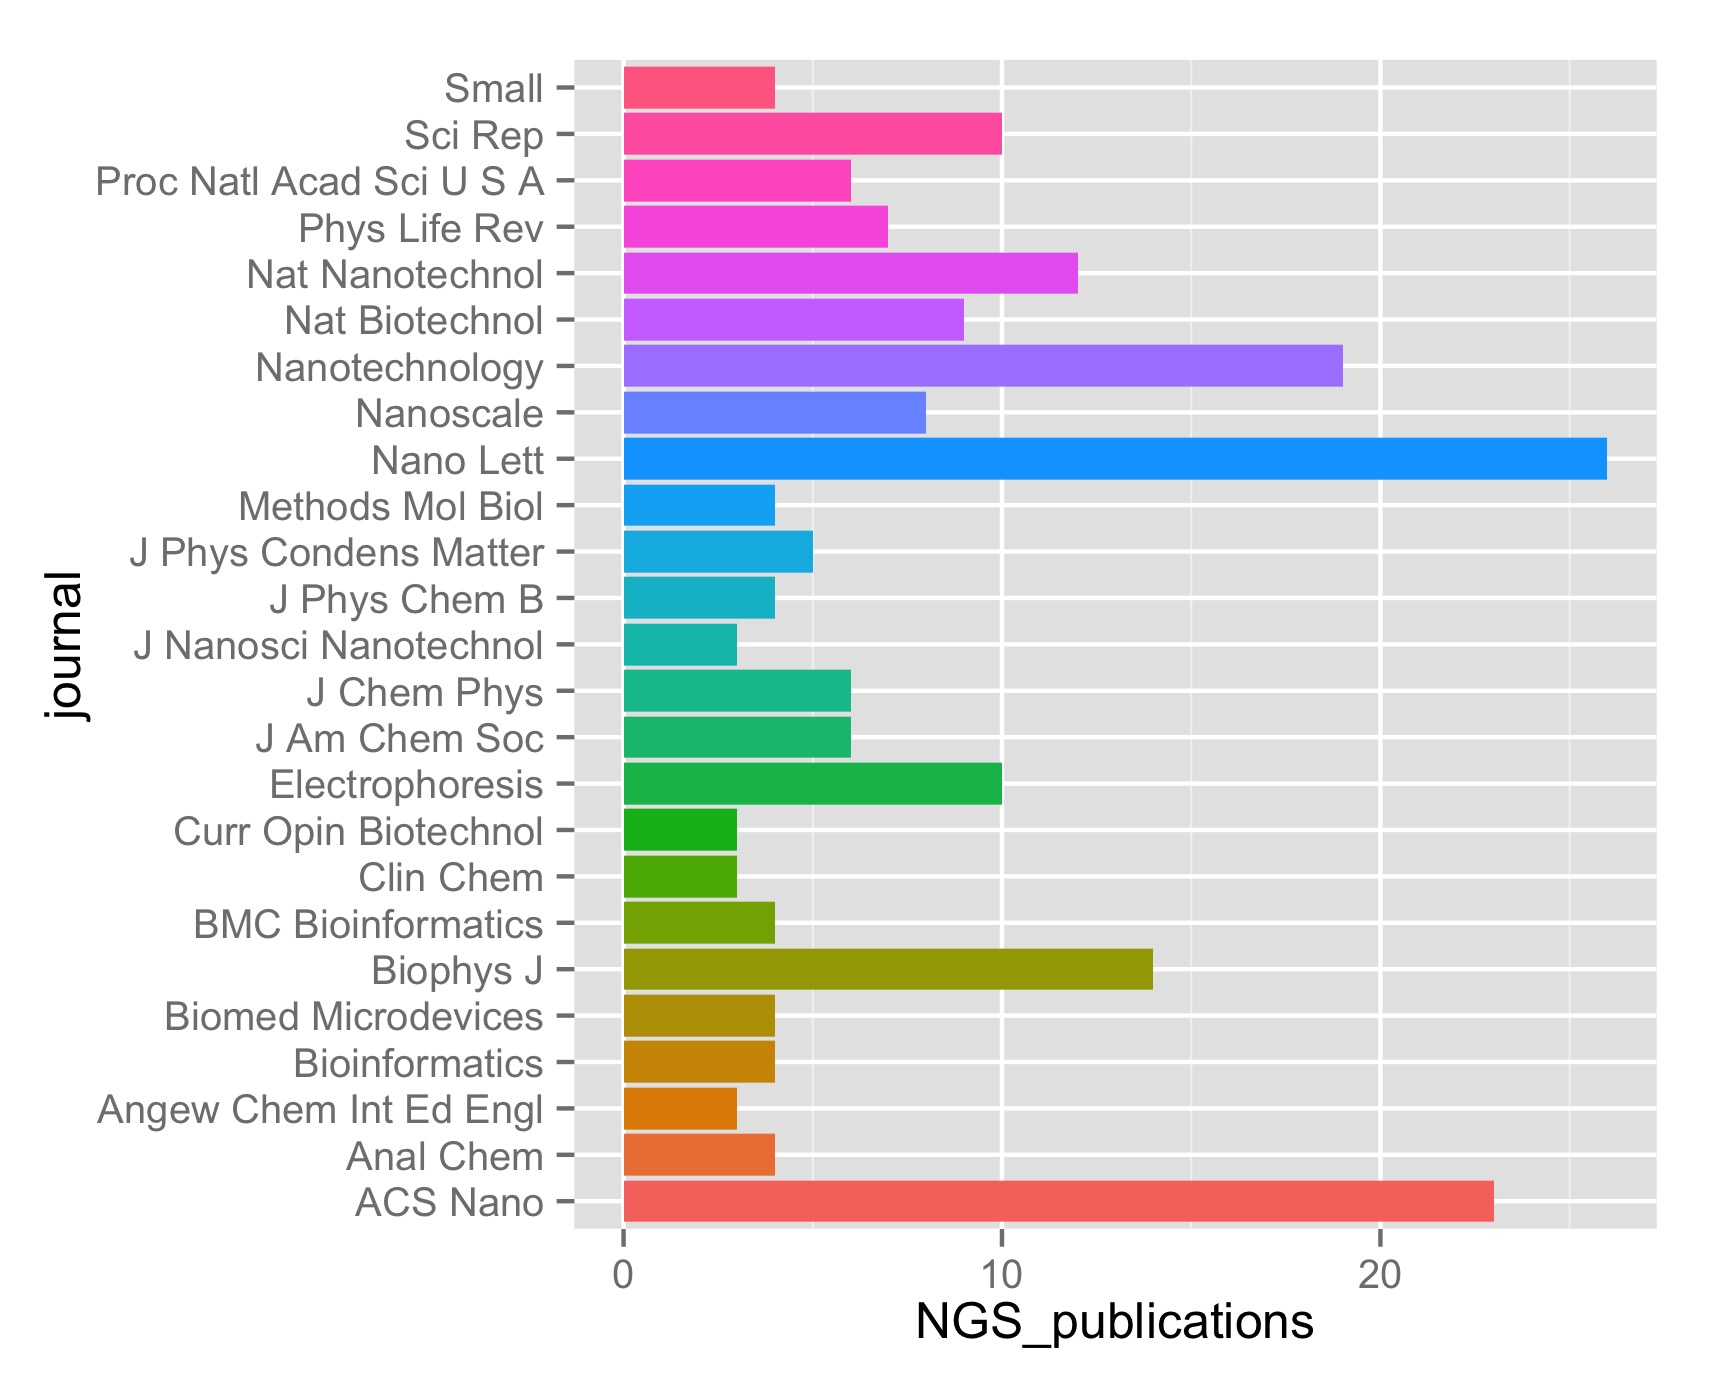 Small
Sci Rep
Proc Natl Acad Sci U S A
Phys Life Rev
Nat Nanotechnol
Nat Biotechnol
Nanotechnology
Nanoscale
Nano Lett
Methods Mol Biol
J Phys Condens Matter
J Phys Chem B
J Nanosci Nanotechnol
J Chem Phys
J Am Chem Soc
Electrophoresis
Curr Opin Biotechnol
Clin Chem
BMC Bioinformatics
Biophys J
Biomed Microdevices
Bioinformatics
Angew Chem Int Ed Engl
Anal Chem
ACS Nano
journal
0 10 20
NGS_publications